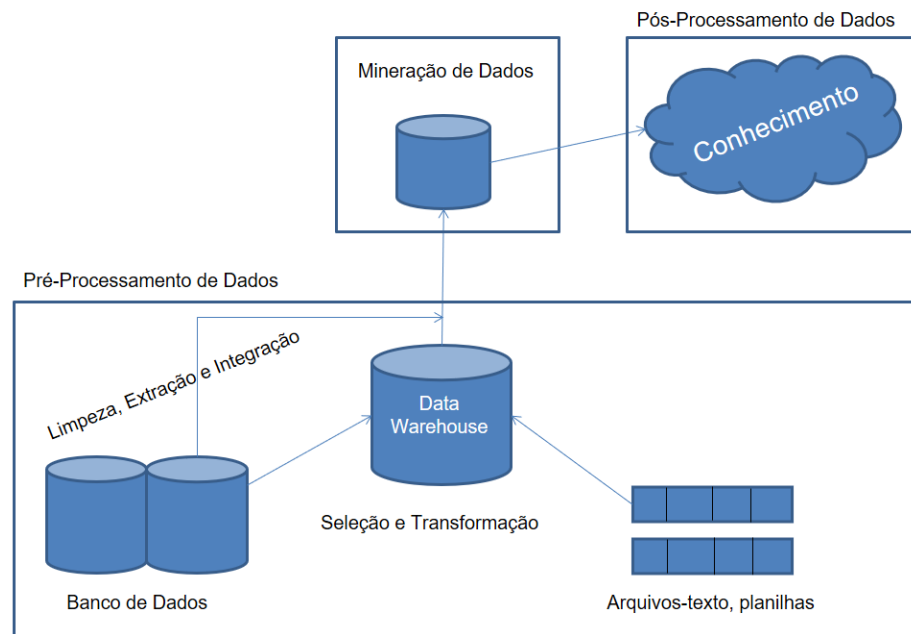 Pós-Processamento de Dados
Mineração de Dados
Conhecimento
Pré-Processamento de Dados
Limpeza, Extração e Integração
Data
Warehouse
Seleção e Transformação
Banco de Dados
Arquivos-texto, planilhas